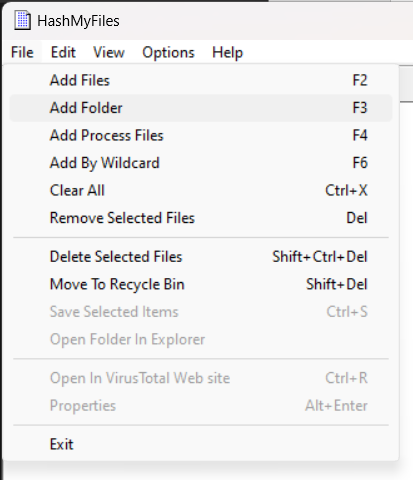 HashMyFiles
File Edit View Options Help
Add Files F2
Add Folder F3
Add Process Files F4
Add By Wildcard F6
Clear All Ctrl+X
Remove Selected Files Del
Delete Selected Files Shift+Ctrl+Del
Move To Recycle Bin Shift+Del
Save Selected Items Ctrl+S
Open Folder In Explorer
Open In VirusTotal Web site Ctrl+R
Properties Alt+Enter
Exit